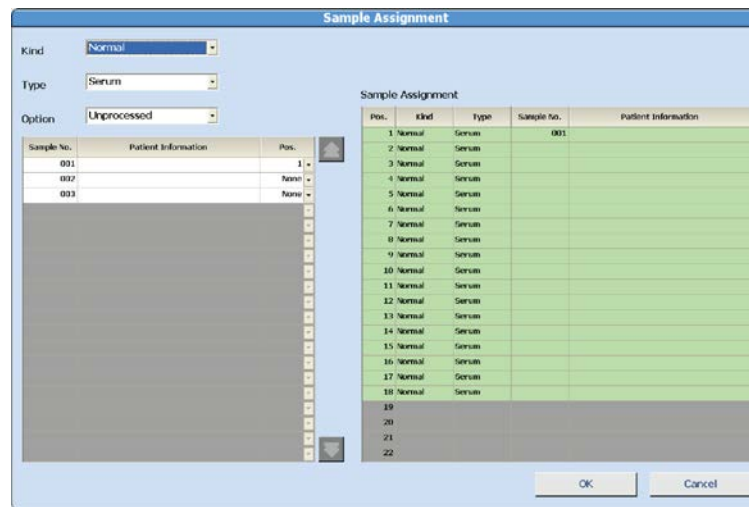 Sample Assignment
Kind Normal
Type Serum
Option Unprocessed
Sample No. Patient Information Pos.
001 1
002 None
003 None
Sample Assignment
Pos. Kind Type Sample No. Patient Information
1 Normal Serum 001
2 Normal Serum
3 Normal Serum
4 Normal Serum
5 Normal Serum
6 Normal Serum
7 Normal Serum
8 Normal Serum
9 Normal Serum
10 Normal Serum
11 Normal Serum
12 Normal Serum
13 Normal Serum
14 Normal Serum
15 Normal Serum
16 Normal Serum
17 Normal Serum
18 Normal Serum
19
20
21
22
OK Cancel